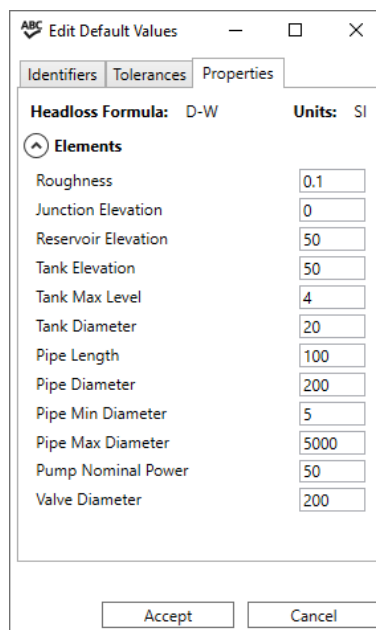 ABC Edit Default Values
Identifiers Tolerances Properties
Headloss Formula: D-W Units: SI
Elements
Roughness 0.1
Junction Elevation 0
Reservoir Elevation 50
Tank Elevation 50
Tank Max Level 4
Tank Diameter 20
Pipe Length 100
Pipe Diameter 200
Pipe Min Diameter 5
Pipe Max Diameter 5000
Pump Nominal Power 50
Valve Diameter 200
Accept Cancel